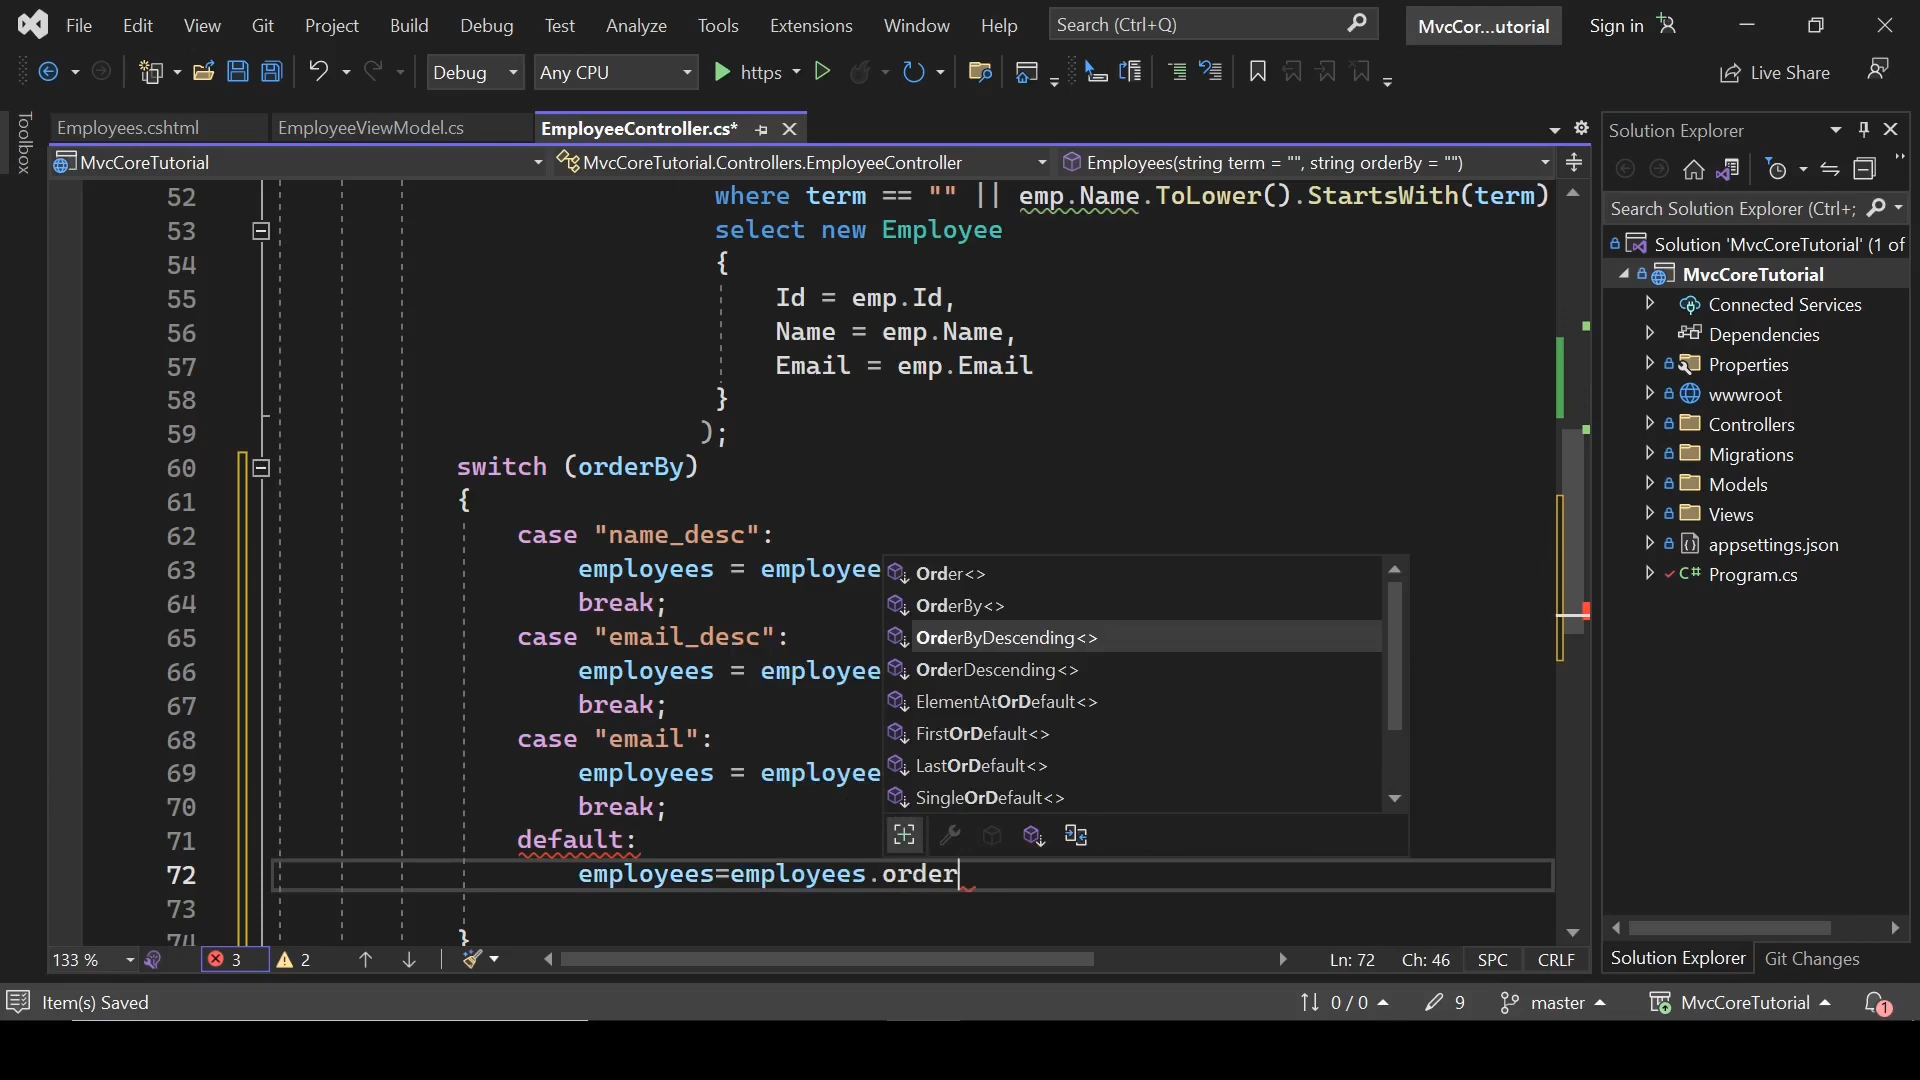 File Edit View Git Project Build Debug Test Analyze Tools Extensions Window Help Search (Ctrl+Q) MvcCor...utorial Sign in
Debug Any CPU https Live Share
Toolbox
Employees.cshtml EmployeeViewModel.cs EmployeeController.cs*
MvcCoreTutorial MvcCoreTutorial.Controllers.EmployeeController Employees(string term = "", string orderBy = "")
52 where term == "" || emp.Name.ToLower().StartsWith(term)
53 select new Employee
54 {
55 Id = emp.Id,
56 Name = emp.Name,
57 Email = emp.Email
58 }
59 );
60 switch (orderBy)
61 {
62 case "name_desc":
63 employees = employee
64 break;
65 case "email_desc":
66 employees = employee
67 break;
68 case "email":
69 employees = employee
70 break;
71 default:
72 employees=employees.order
73
74 }
Order<>
OrderBy<>
OrderByDescending<>
OrderDescending<>
ElementAtOrDefault<>
FirstOrDefault<>
LastOrDefault<>
SingleOrDefault<>
133 % 3 2 Ln: 72 Ch: 46 SPC CRLF
Solution Explorer
Search Solution Explorer (Ctrl+;
Solution 'MvcCoreTutorial' (1 of
MvcCoreTutorial
Connected Services
Dependencies
Properties
wwwroot
Controllers
Migrations
Models
Views
appsettings.json
C# Program.cs
Solution Explorer Git Changes
Item(s) Saved 0 / 0 9 master MvcCoreTutorial 1